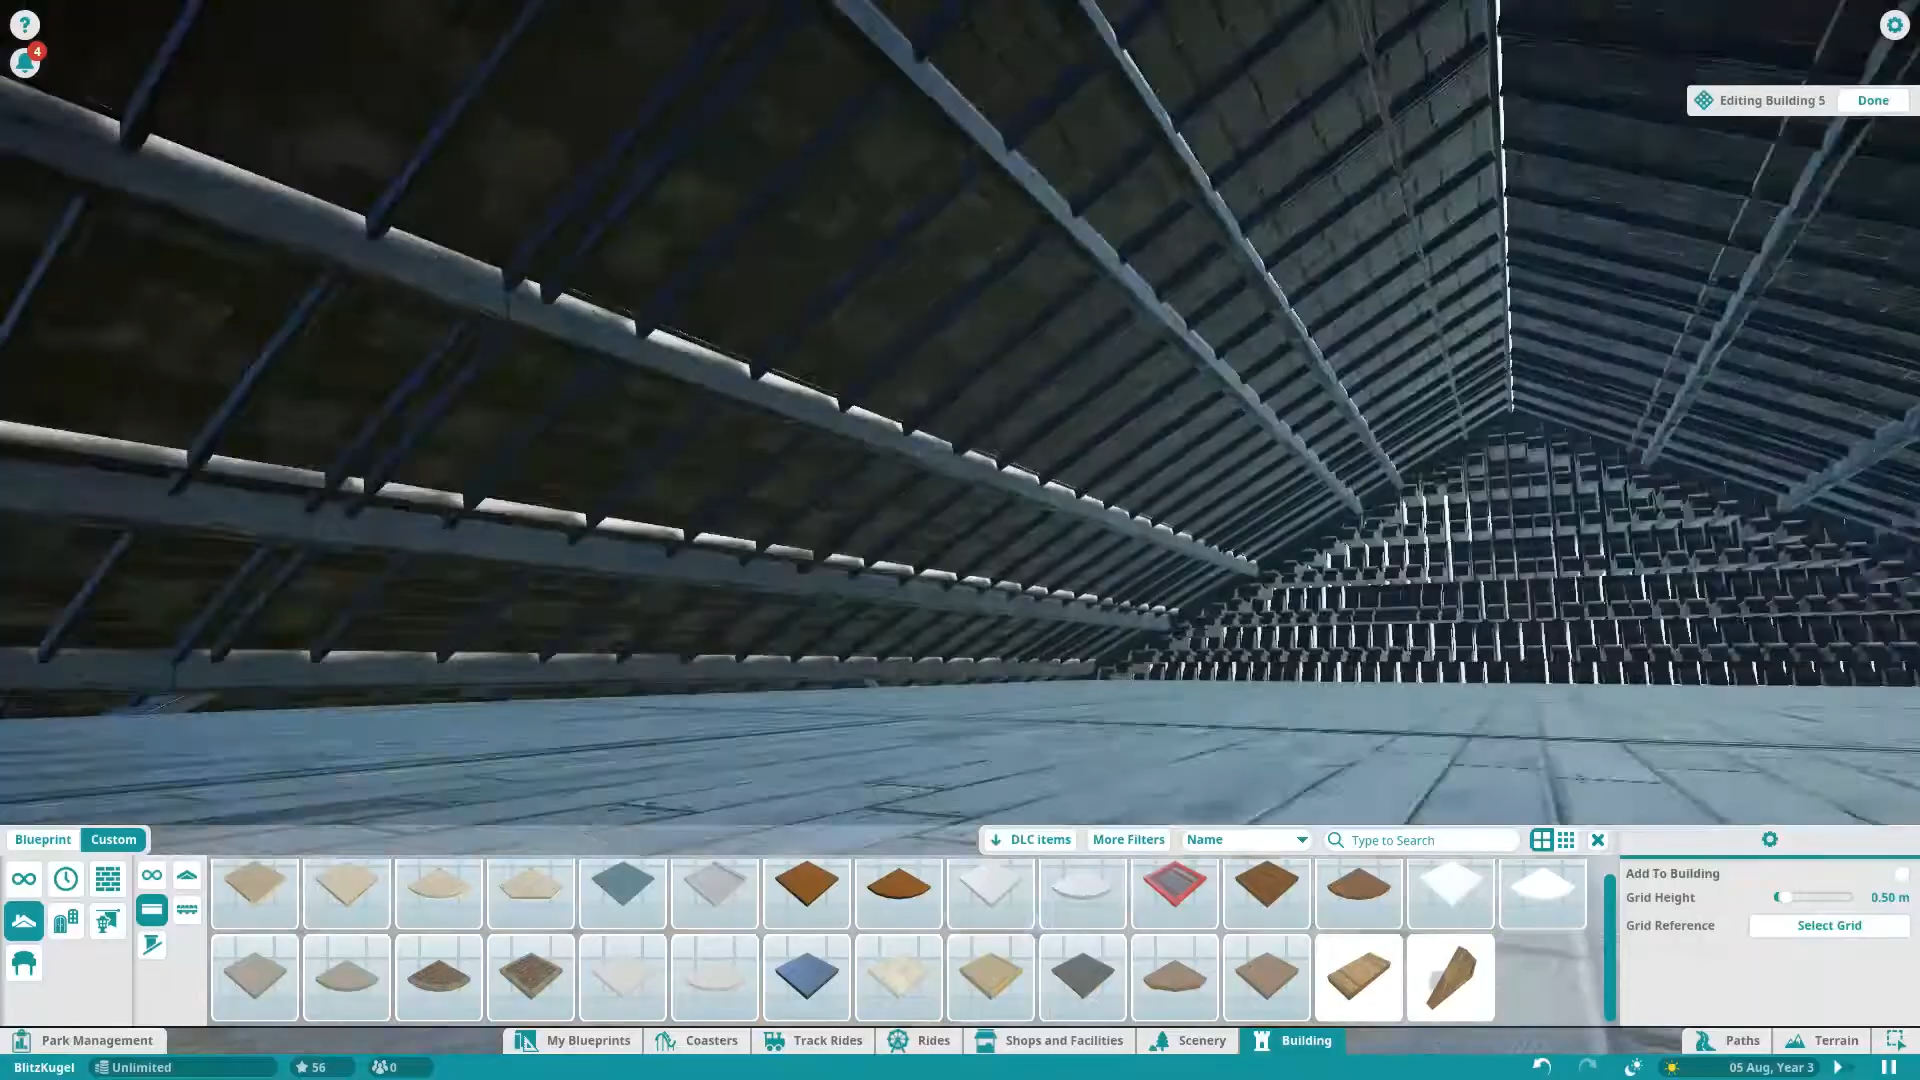 ?
4
Editing Building 5 Done
Blueprint Custom
DLC items More Filters Name Type to Search
Add To Building
Grid Height 0.50 m
Grid Reference Select Grid
Park Management My Blueprints Coasters Track Rides Rides Shops and Facilities Scenery Building Paths Terrain
BlitzKugel Unlimited 56 0 05 Aug, Year 3